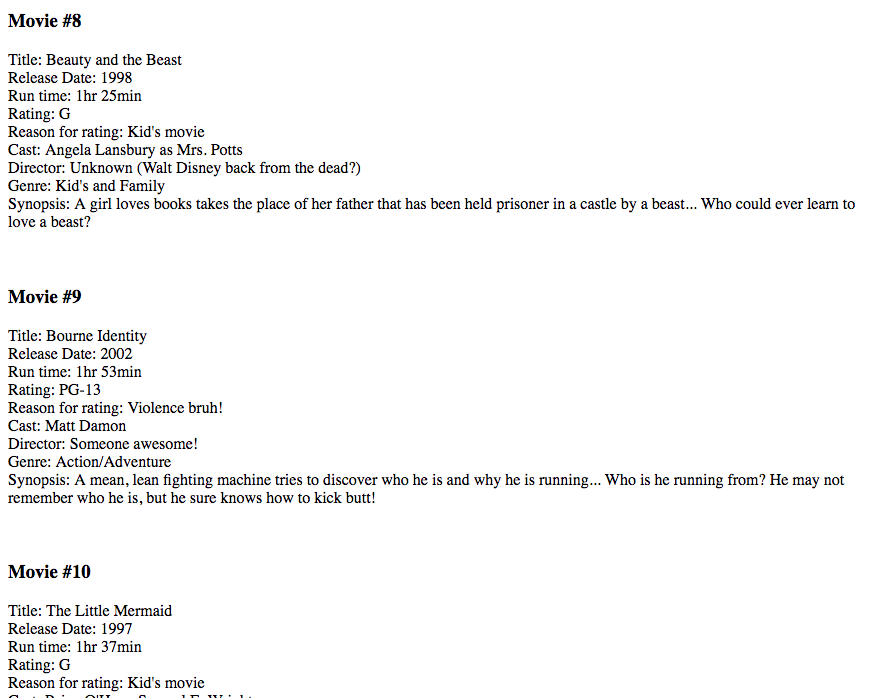 Movie #8
Title: Beauty and the Beast
Release Date: 1998
Run time: 1hr 25min
Rating: G
Reason for rating: Kid's movie
Cast: Angela Lansbury as Mrs. Potts
Director: Unknown (Walt Disney back from the dead?)
Genre: Kid's and Family
Synopsis: A girl loves books takes the place of her father that has been held prisoner in a castle by a beast... Who could ever learn to
love a beast?
Movie #9
Title: Bourne Identity
Release Date: 2002
Run time: 1hr 53min
Rating: PG-13
Reason for rating: Violence bruh!
Cast: Matt Damon
Director: Someone awesome!
Genre: Action/Adventure
Synopsis: A mean, lean fighting machine tries to discover who he is and why he is running... Who is he running from? He may not
remember who he is, but he sure knows how to kick butt!
Movie #10
Title: The Little Mermaid
Release Date: 1997
Run time: 1hr 37min
Rating: G
Reason for rating: Kid's movie